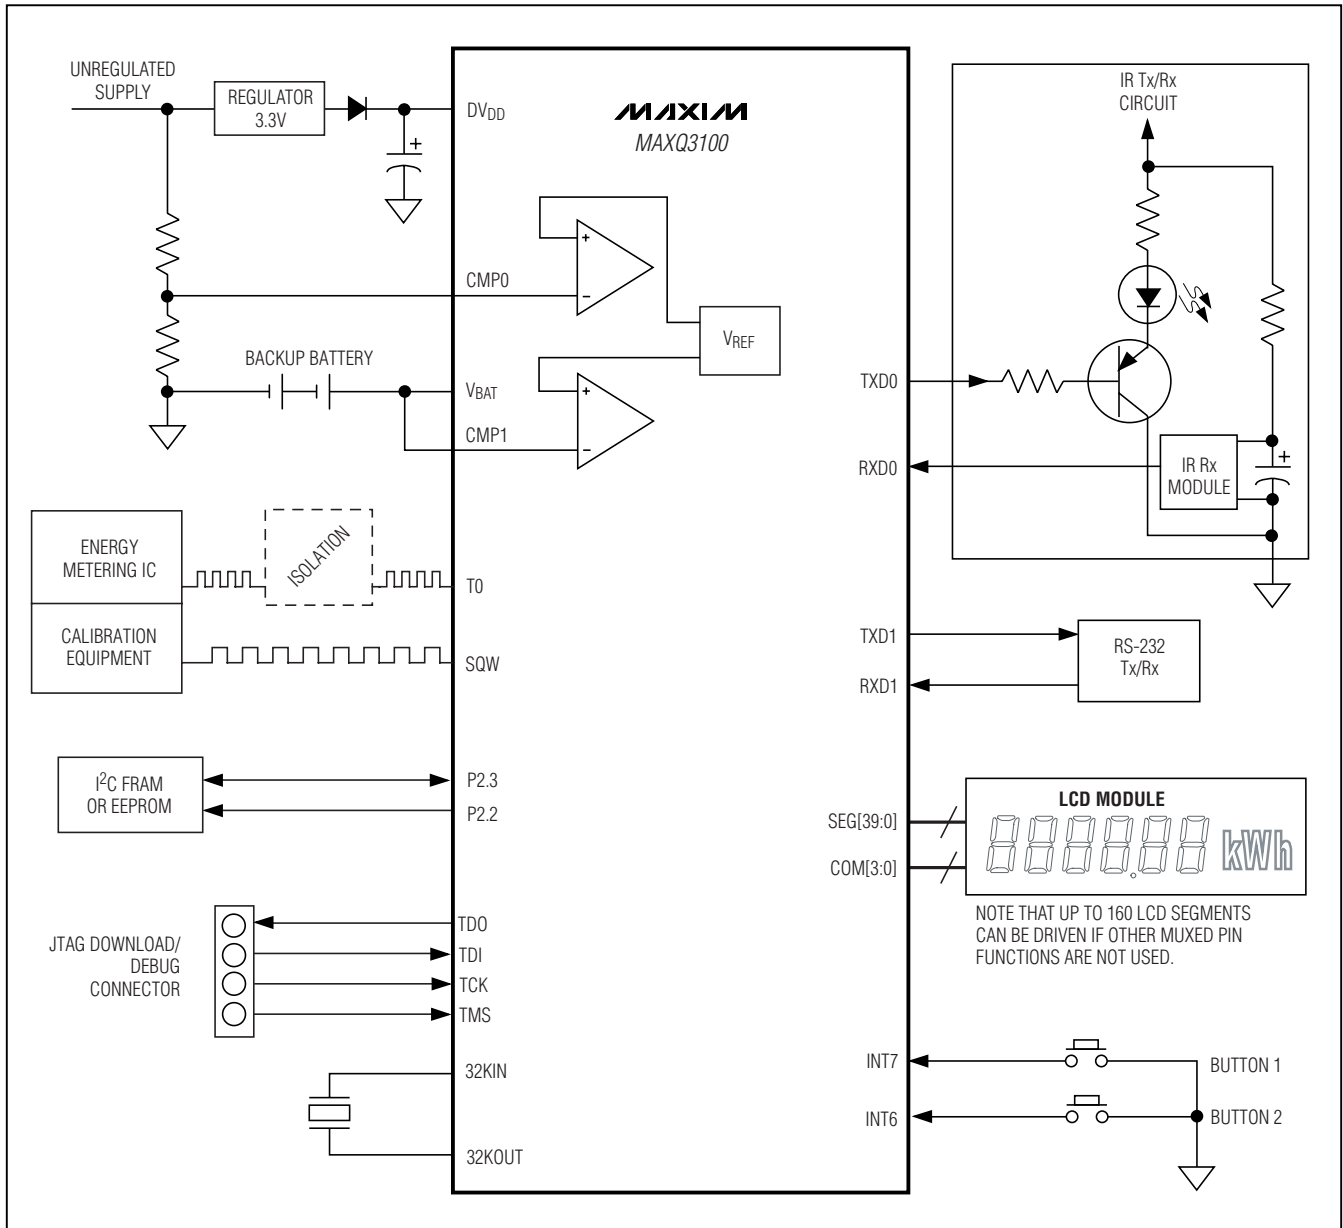 UNREGULATED
SUPPLY
REGULATOR
3.3V
+
DVDD
MAXIM
MAXQ3100
IR Tx/Rx
CIRCUIT
CMP0
+
−
VREF
BACKUP BATTERY
VBAT
CMP1
+
−
TXD0
RXD0
IR Rx
MODULE
+
ENERGY
METERING IC
ISOLATION
T0
CALIBRATION
EQUIPMENT
SQW
TXD1
RXD1
RS-232
Tx/Rx
I2C FRAM
OR EEPROM
P2.3
P2.2
SEG[39:0]
COM[3:0]
LCD MODULE
888888.88 kWh
NOTE THAT UP TO 160 LCD SEGMENTS
CAN BE DRIVEN IF OTHER MUXED PIN
FUNCTIONS ARE NOT USED.
JTAG DOWNLOAD/
DEBUG
CONNECTOR
TDO
TDI
TCK
TMS
32KIN
32KOUT
INT7
BUTTON 1
INT6
BUTTON 2